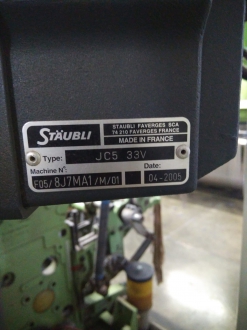 STÄUBLI
STAUBLI FAVERGES SCA
74 210 FAVERGES FRANCE
MADE IN FRANCE
Type: JC5 33V
Machine N° Date:
F05/8J7MA1/M/01 04-2005